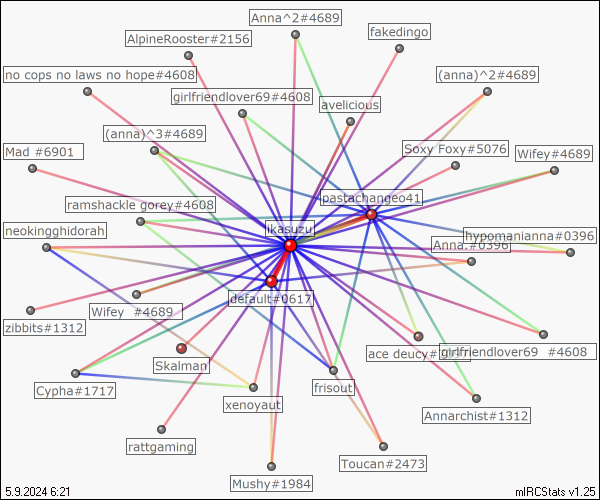 Anna^2#4689
fakedingo
AlpineRooster#2156
no cops no laws no hope#4608
(anna)^2#4689
girlfriendlover69#4608
avelicious
(anna)^3#4689
Soxy Foxy#5076
Mad #6901
Wifey#4689
pastachangeo41
ramshackle gorey#4608
neokingghidorah
likasuzu
hypomanianna#0396
Anna.#0396
default#0617
Wifey #4689
zibbits#1312
ace deucy#
girlfriendlover69 #4608
Skalman
Cypha#1717
frisout
xenoyaut
Annarchist#1312
rattgaming
Toucan#2473
Mushy#1984
5.9.2024 6:21
mIRCStats v1.25